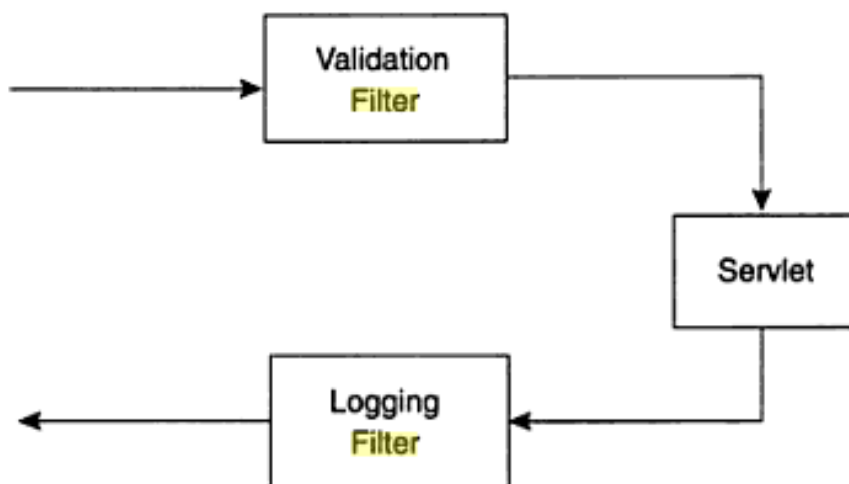 Validation
Filter
Servlet
Logging
Filter